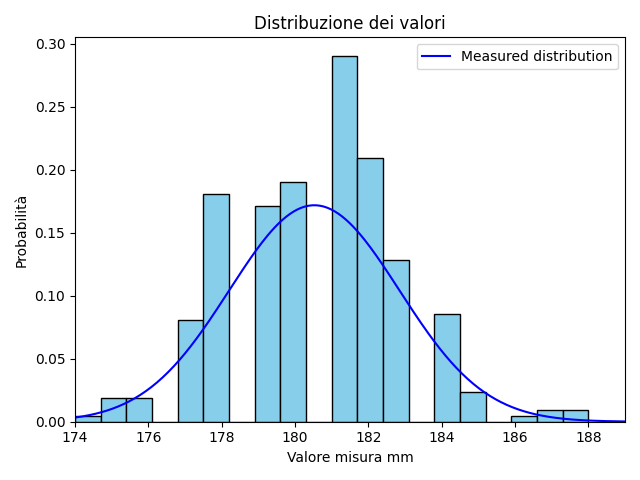 Distribuzione dei valori
Measured distribution
Probabilità
0.30
0.25
0.20
0.15
0.10
0.05
0.00
174 176 178 180 182 184 186 188
Valore misura mm